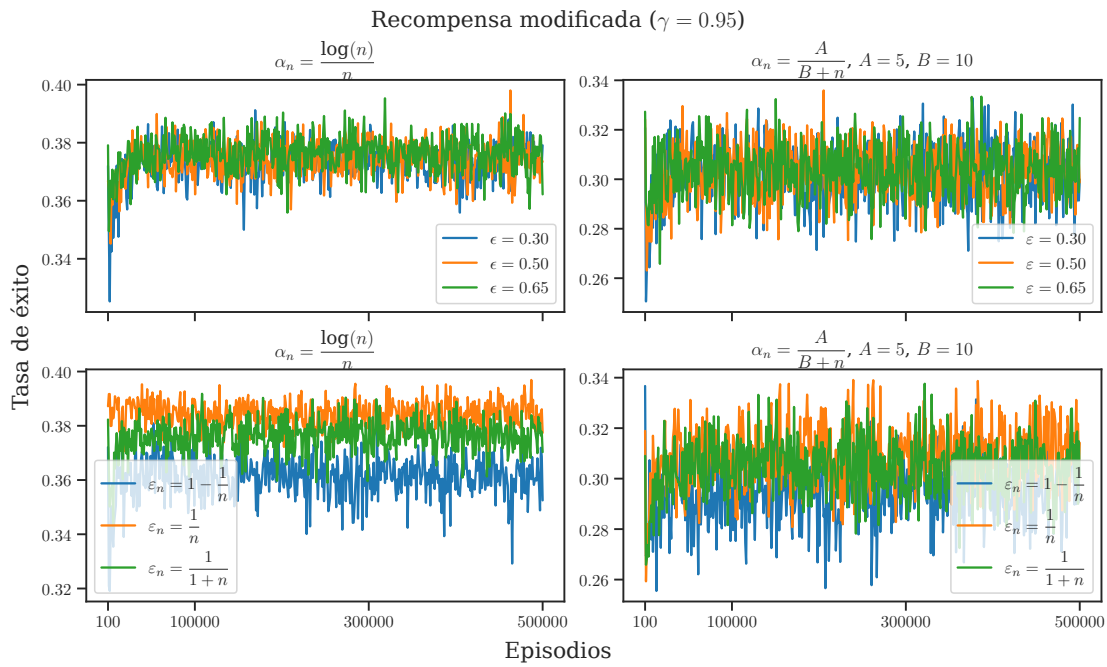 Recompensa modificada (γ = 0.95)
αₙ = log(n)/n
αₙ = A/(B + n), A = 5, B = 10
0.40
0.38
0.36
0.34
ϵ = 0.30
ϵ = 0.50
ϵ = 0.65
0.34
0.32
0.30
0.28
0.26
ε = 0.30
ε = 0.50
ε = 0.65
Tasa de éxito
αₙ = log(n)/n
αₙ = A/(B + n), A = 5, B = 10
0.40
0.38
0.36
0.34
0.32
εₙ = 1 − 1/n
εₙ = 1/n
εₙ = 1/(1 + n)
100
100000
300000
500000
0.34
0.32
0.30
0.28
0.26
εₙ = 1 − 1/n
εₙ = 1/n
εₙ = 1/(1 + n)
100
100000
300000
500000
Episodios